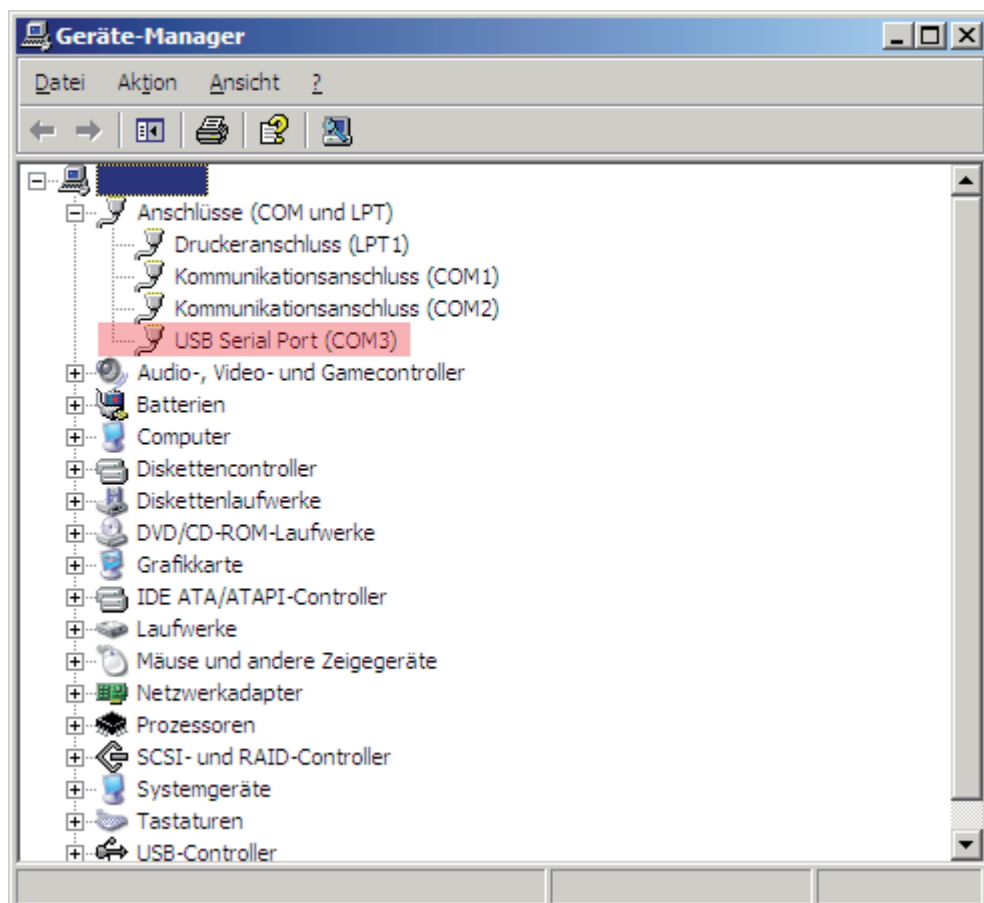 Geräte-Manager
Datei Aktion Ansicht ?
Anschlüsse (COM und LPT)
Druckeranschluss (LPT1)
Kommunikationsanschluss (COM1)
Kommunikationsanschluss (COM2)
USB Serial Port (COM3)
Audio-, Video- und Gamecontroller
Batterien
Computer
Diskettencontroller
Diskettenlaufwerke
DVD/CD-ROM-Laufwerke
Grafikkarte
IDE ATA/ATAPI-Controller
Laufwerke
Mäuse und andere Zeigegeräte
Netzwerkadapter
Prozessoren
SCSI- und RAID-Controller
Systemgeräte
Tastaturen
USB-Controller